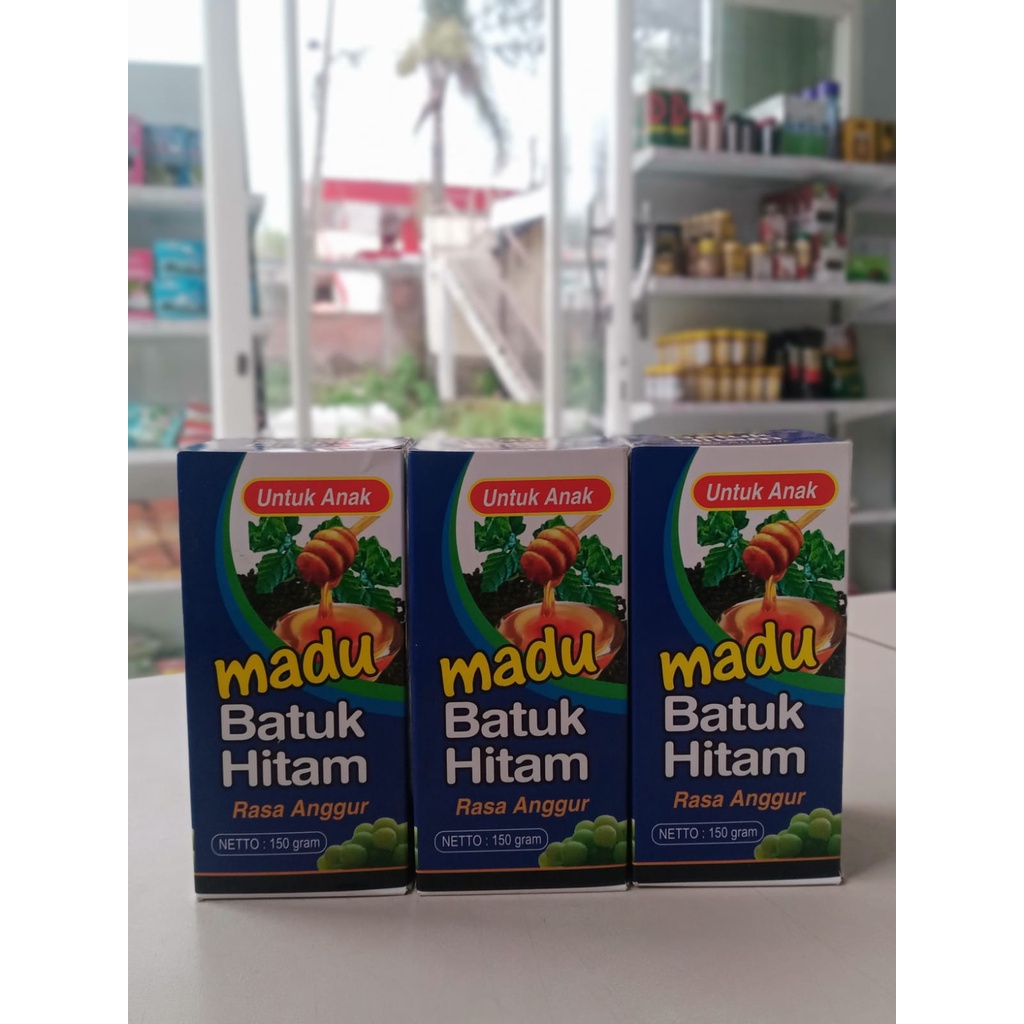 Untuk Anak
madu
Batuk
Hitam
Rasa Anggur
NETTO : 150 gram
Untuk Anak
madu
Batuk
Hitam
Rasa Anggur
NETTO : 150 gram
Untuk Anak
madu
Batuk
Hitam
Rasa Anggur
NETTO : 150 gram